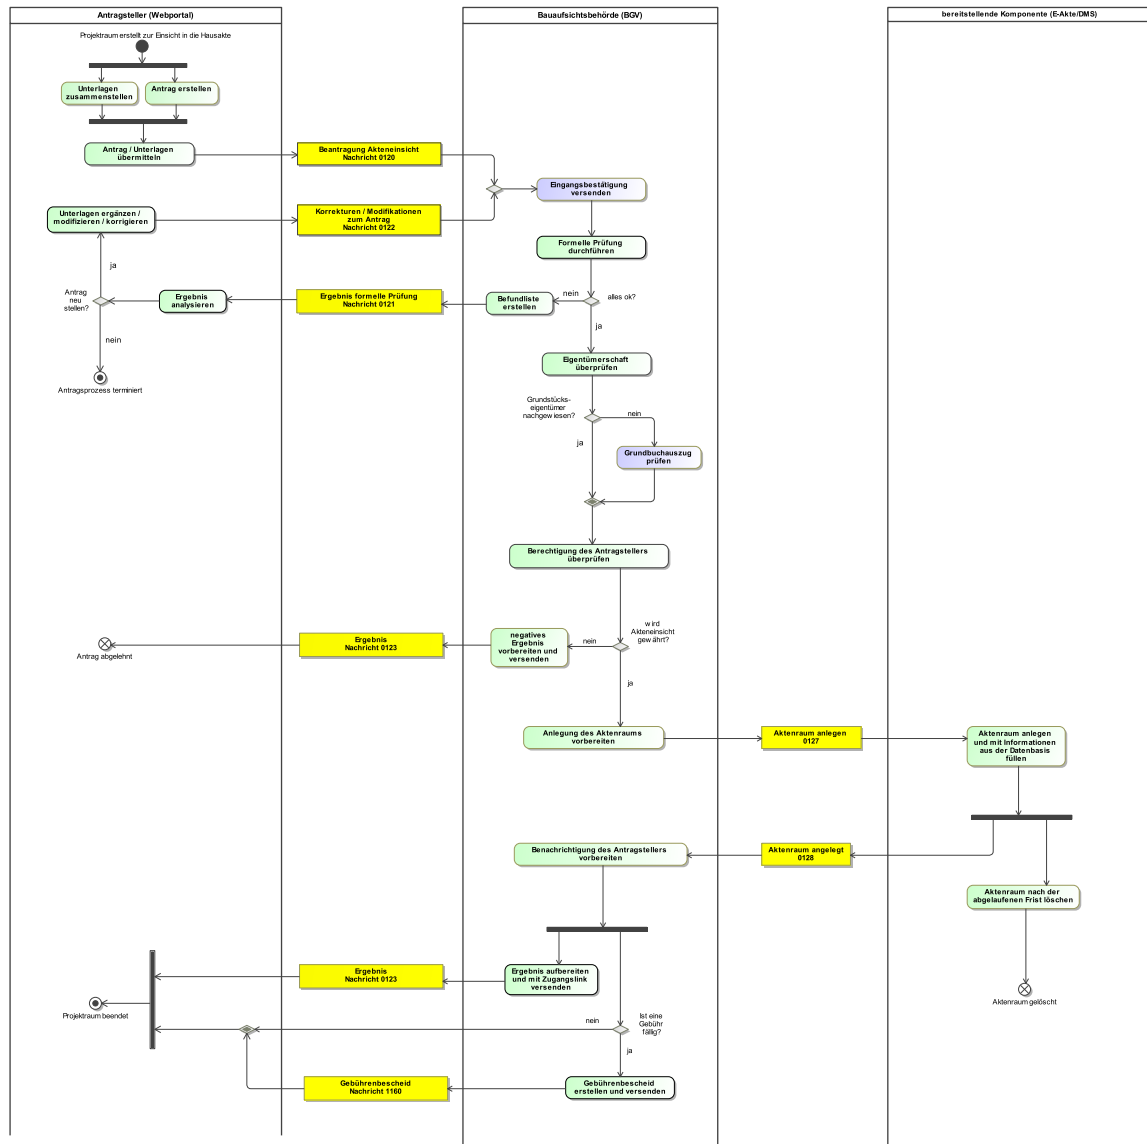 Antragsteller (Webportal)
Bauaufsichtsbehörde (BGV)
bereitstellende Komponente (E-Akte/DMS)
Projektraum erstellt zur Einsicht in die Hausakte
Unterlagen
zusammenstellen
Antrag erstellen
Antrag / Unterlagen
übermitteln
Beantragung Akteneinsicht
Nachricht 0120
Eingangsbestätigung
versenden
Unterlagen ergänzen /
modifizieren / korrigieren
Korrekturen / Modifikationen
zum Antrag
Nachricht 0122
Formelle Prüfung
durchführen
ja
Antrag
neu
stellen?
Ergebnis
analysieren
Ergebnis formelle Prüfung
Nachricht 0121
Befundliste
erstellen
nein
alles ok?
ja
nein
Antragsprozess terminiert
Eigentümerschaft
überprüfen
Grundstücks-
eigentümer
nachgewiesen?
nein
ja
Grundbuchauszug
prüfen
Berechtigung des Antragstellers
überprüfen
wird
Akteneinsicht
gewährt?
Antrag abgelehnt
Ergebnis
Nachricht 0123
negatives
Ergebnis
vorbereiten und
versenden
nein
ja
Anlegung des Aktenraums
vorbereiten
Aktenraum anlegen
0127
Aktenraum anlegen
und mit Informationen
aus der Datenbasis
füllen
Benachrichtigung des Antragstellers
vorbereiten
Aktenraum angelegt
0128
Aktenraum nach der
abgelaufenen Frist löschen
Aktenraum gelöscht
Ergebnis
Nachricht 0123
Ergebnis aufbereiten
und mit Zugangslink
versenden
Projektraum beendet
nein
Ist eine
Gebühr
fällig?
ja
Gebührenbescheid
Nachricht 1160
Gebührenbescheid
erstellen und versenden